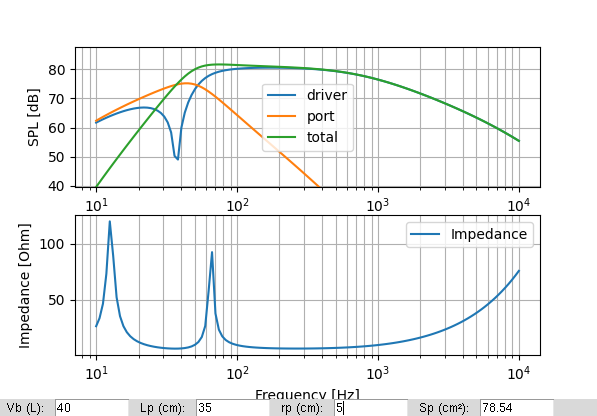 80
70
60
50
40
SPL [dB]
driver
port
total
10¹ 10² 10³ 10⁴
100
50
Impedance [Ohm]
Impedance
10¹ 10² 10³ 10⁴
Frequency [Hz]
Vb (L): 40 Lp (cm): 35 rp (cm): 5 Sp (cm²): 78.54